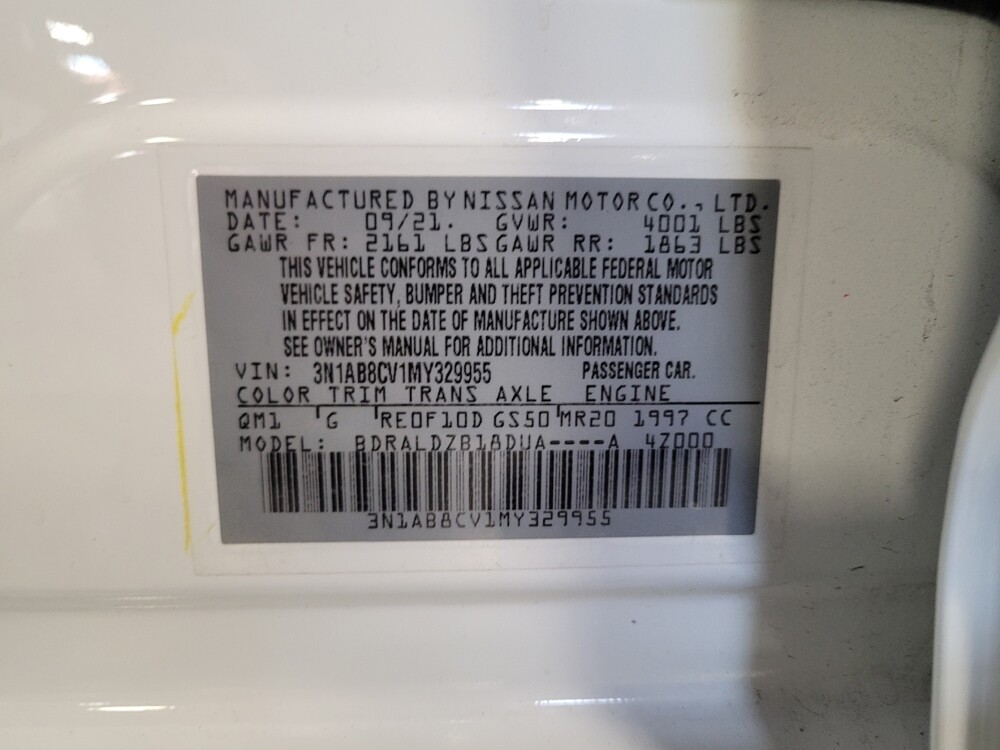 MANUFACTURED BY NISSAN MOTOR CO., LTD.
DATE: 09/21. GVWR: 4001 LBS
GAWR FR: 2161 LBS GAWR RR: 1863 LBS
THIS VEHICLE CONFORMS TO ALL APPLICABLE FEDERAL MOTOR
VEHICLE SAFETY, BUMPER AND THEFT PREVENTION STANDARDS
IN EFFECT ON THE DATE OF MANUFACTURE SHOWN ABOVE.
SEE OWNER'S MANUAL FOR ADDITIONAL INFORMATION.
VIN: 3N1AB8CV1MY329955 PASSENGER CAR.
COLOR TRIM TRANS AXLE ENGINE
QM1 'G 'RE0F10D GS50'MR20 1997 CC
MODEL: BDRALDZB18DUA----A 4Z000
3N1AB8CV1MY329955